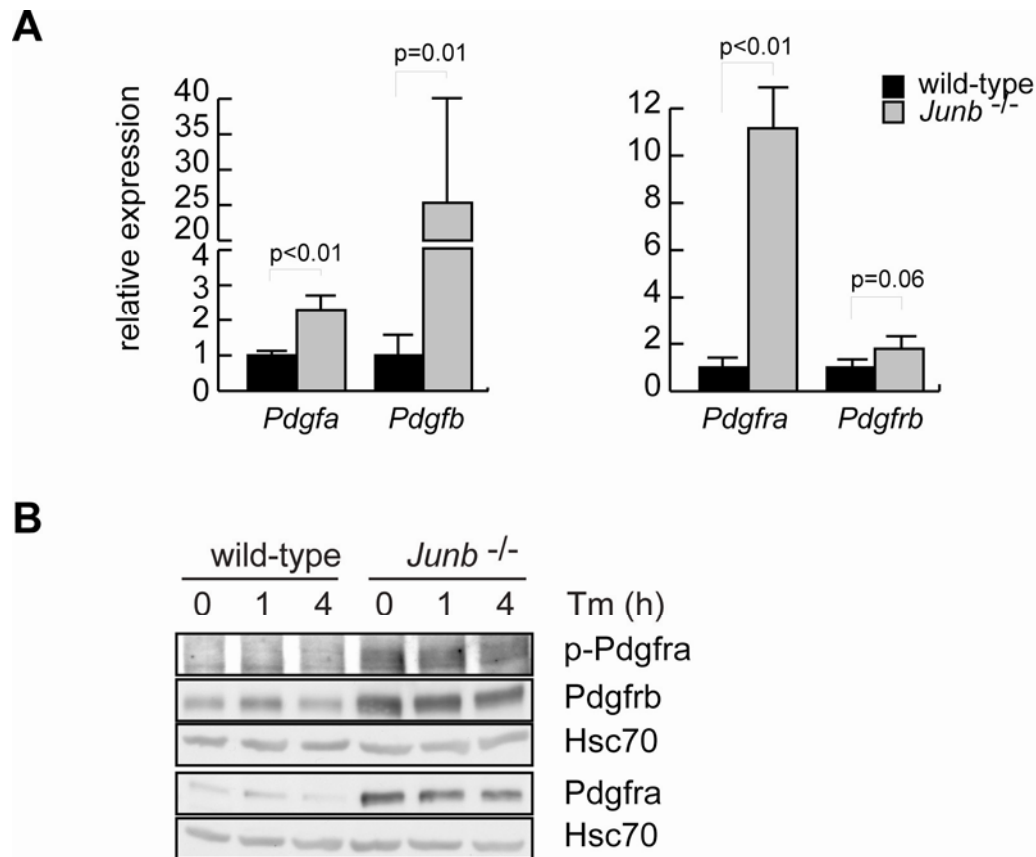 A
relative expression
40
35
30
25
20
4
3
2
1
0
p<0.01
p=0.01
Pdgfa Pdgfb
12
10
8
6
4
2
0
p<0.01
p=0.06
Pdgfra Pdgfrb
wild-type
Junb -/-
B
wild-type Junb -/-
0 1 4 0 1 4 Tm (h)
p-Pdgfra
Pdgfrb
Hsc70
Pdgfra
Hsc70